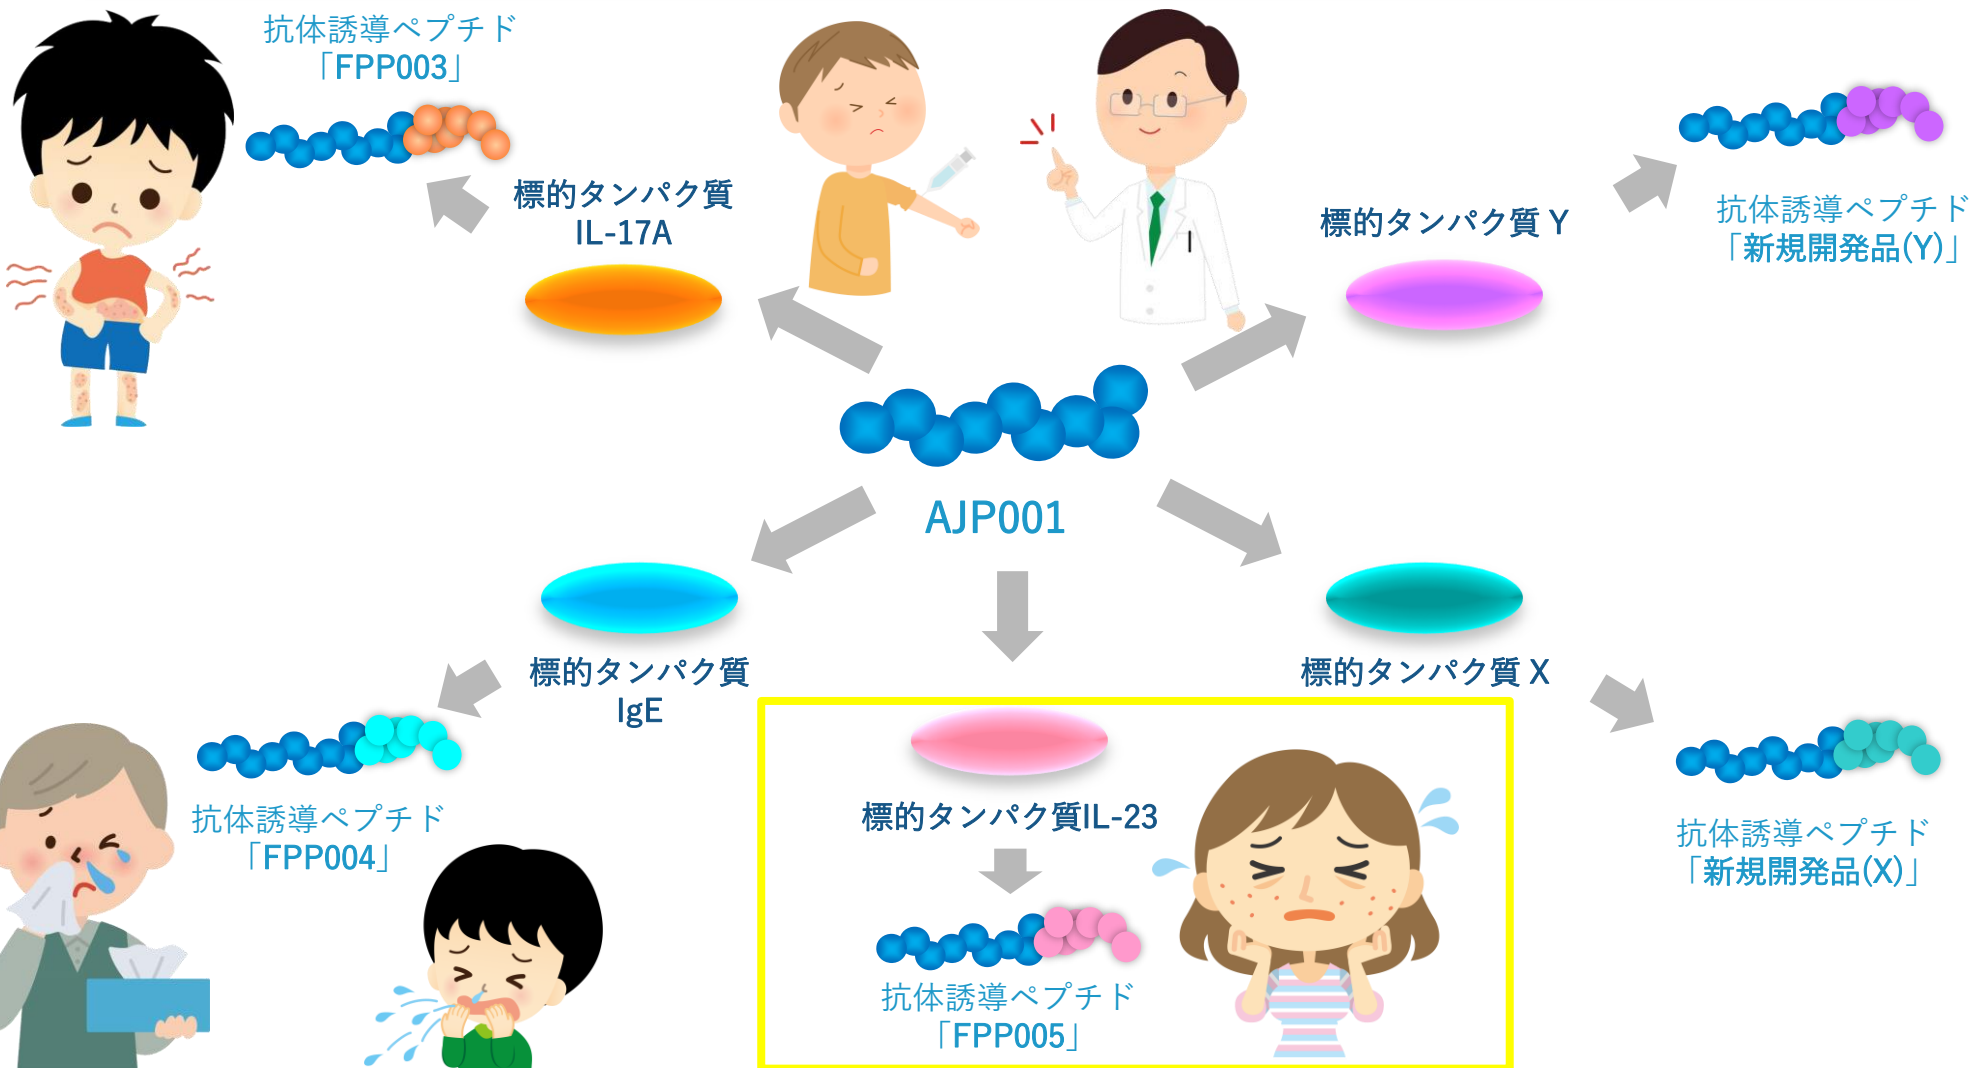 抗体誘導ペプチド
「FPP003」
標的タンパク質
IL-17A
標的タンパク質 Y
抗体誘導ペプチド
「新規開発品(Y)」
AJP001
標的タンパク質
IgE
標的タンパク質 X
抗体誘導ペプチド
「FPP004」
標的タンパク質IL-23
抗体誘導ペプチド
「新規開発品(X)」
抗体誘導ペプチド
「FPP005」